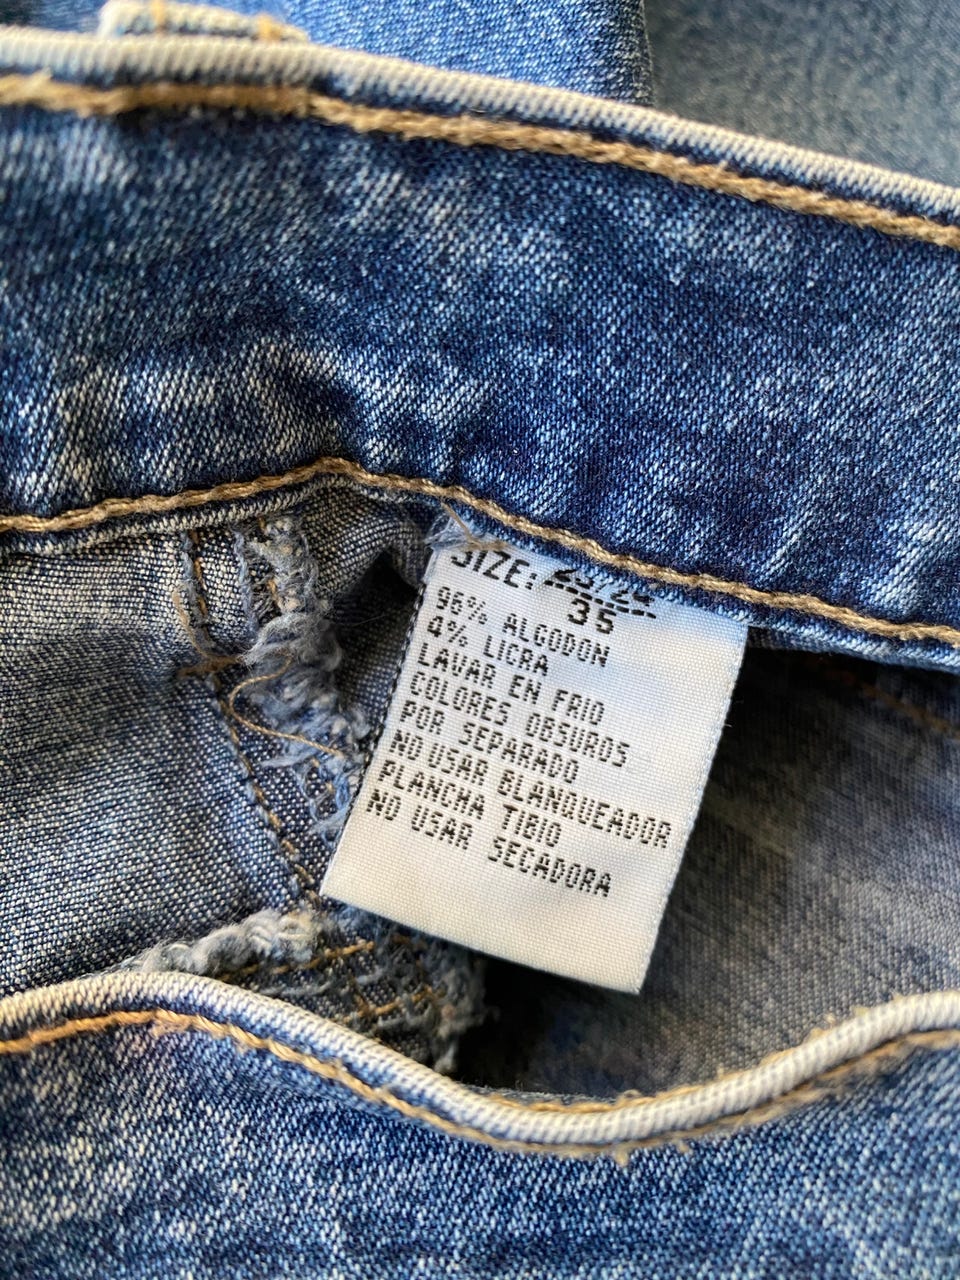 SIZE:
35
96% ALGODON
4% LICRA
LAVAR EN FRIO
COLORES OBSUROS
POR SEPARADO
NO USAR BLANQUEADOR
PLANCHA TIBIO
NO USAR SECADORA